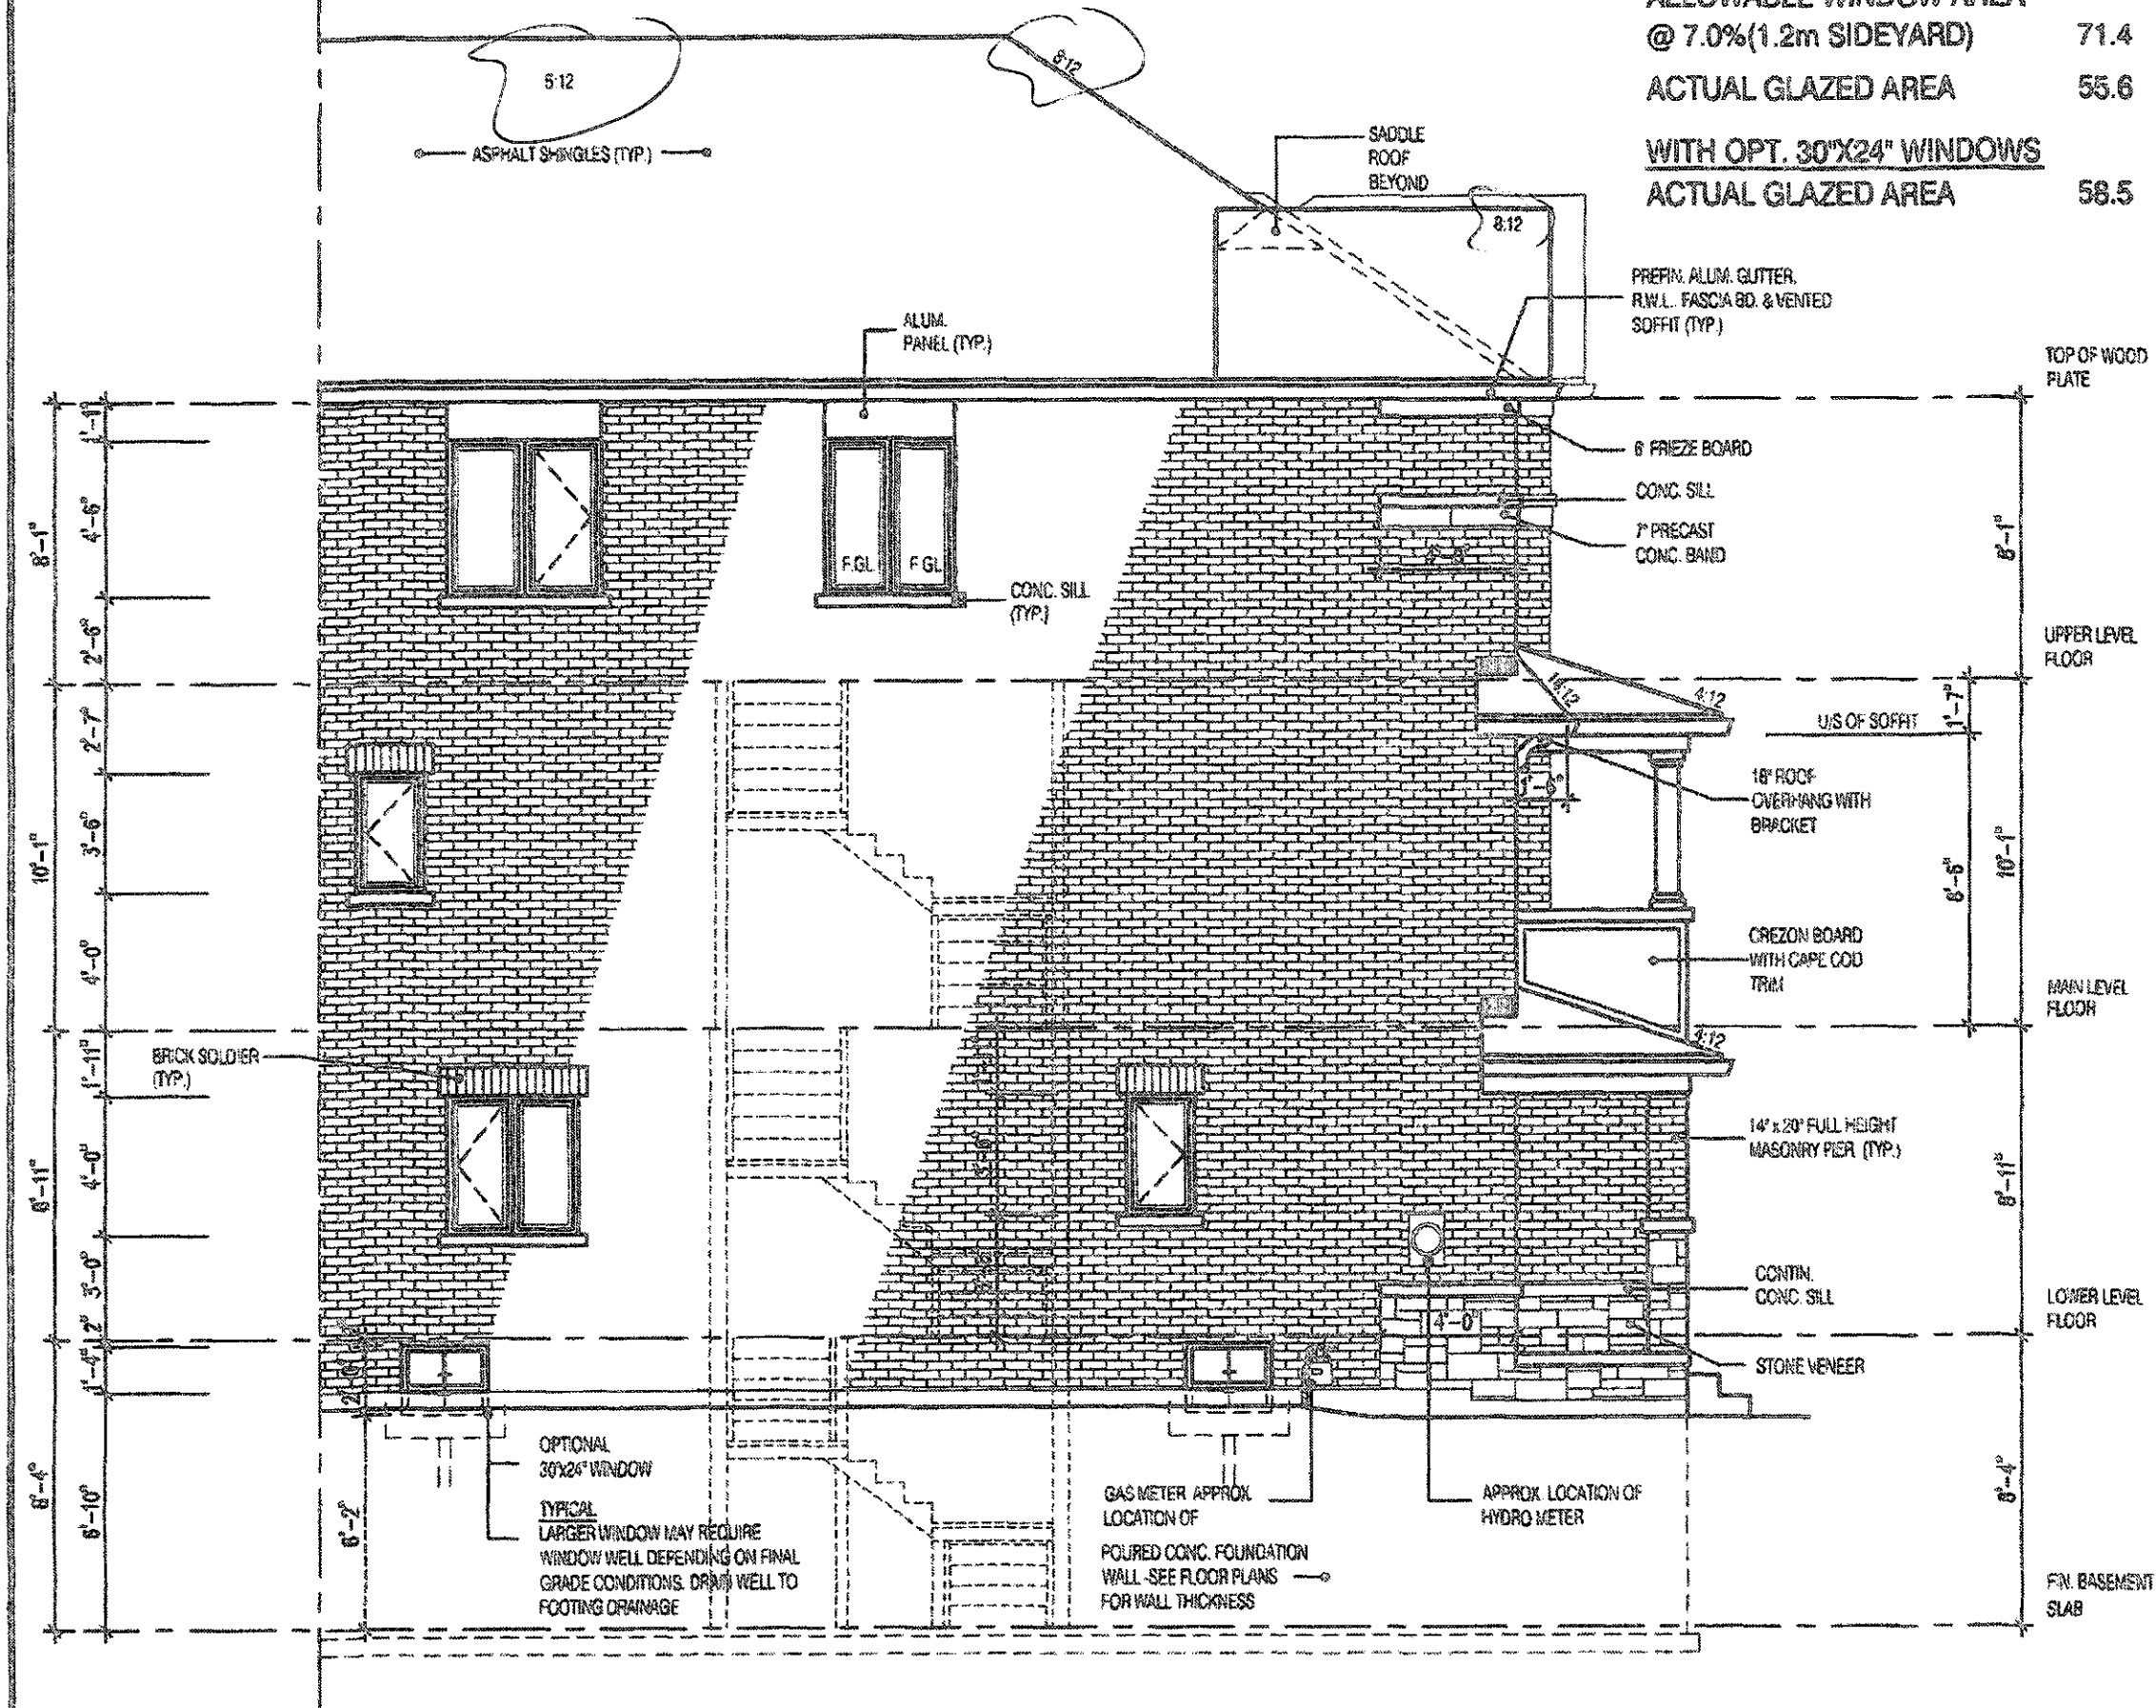 ALLOWABLE WINDOW AREA
@ 7.0%(1.2m SIDEYARD) 71.4
ACTUAL GLAZED AREA 55.6
WITH OPT. 30"X24" WINDOWS
ACTUAL GLAZED AREA 58.5
8:12
ASPHALT SHINGLES (TYP.)
SADDLE
ROOF
BEYOND
8:12
PREFIN. ALUM. GUTTER,
R.W.L. FASCIA BD. & VENTED
SOFFIT (TYP.)
ALUM.
PANEL (TYP.)
TOP OF WOOD
PLATE
6" FRIEZE BOARD
CONC. SILL
7" PRECAST
CONC. BAND
F.GL.
F.GL.
CONC. SILL
(TYP.)
8'-1"
1'-1"
4'-6"
2'-6"
8'-1"
UPPER LEVEL
FLOOR
14:12
4:12
U/S OF SOFFIT
1'-7"
18" ROOF
OVERHANG WITH
BRACKET
1'-6"
10'-1"
2'-7"
3'-6"
4'-0"
10'-1"
CREZON BOARD
WITH CAPE COD
TRIM
MAIN LEVEL
FLOOR
4:12
BRICK SOLDIER
(TYP.)
1'-11"
4'-0"
3'-0"
14" x 20" FULL HEIGHT
MASONRY PIER (TYP.)
CONTIN.
CONC. SILL
4'-0"
LOWER LEVEL
FLOOR
STONE VENEER
2"
1'-4"
8'-4"
6'-10"
6'-2"
8'-4"
OPTIONAL
30"x24" WINDOW
TYPICAL
LARGER WINDOW MAY REQUIRE
WINDOW WELL DEPENDING ON FINAL
GRADE CONDITIONS. DRAIN WELL TO
FOOTING DRAINAGE
GAS METER APPROX.
LOCATION OF
APPROX. LOCATION OF
HYDRO METER
POURED CONC. FOUNDATION
WALL -SEE FLOOR PLANS
FOR WALL THICKNESS
FIN. BASEMENT
SLAB